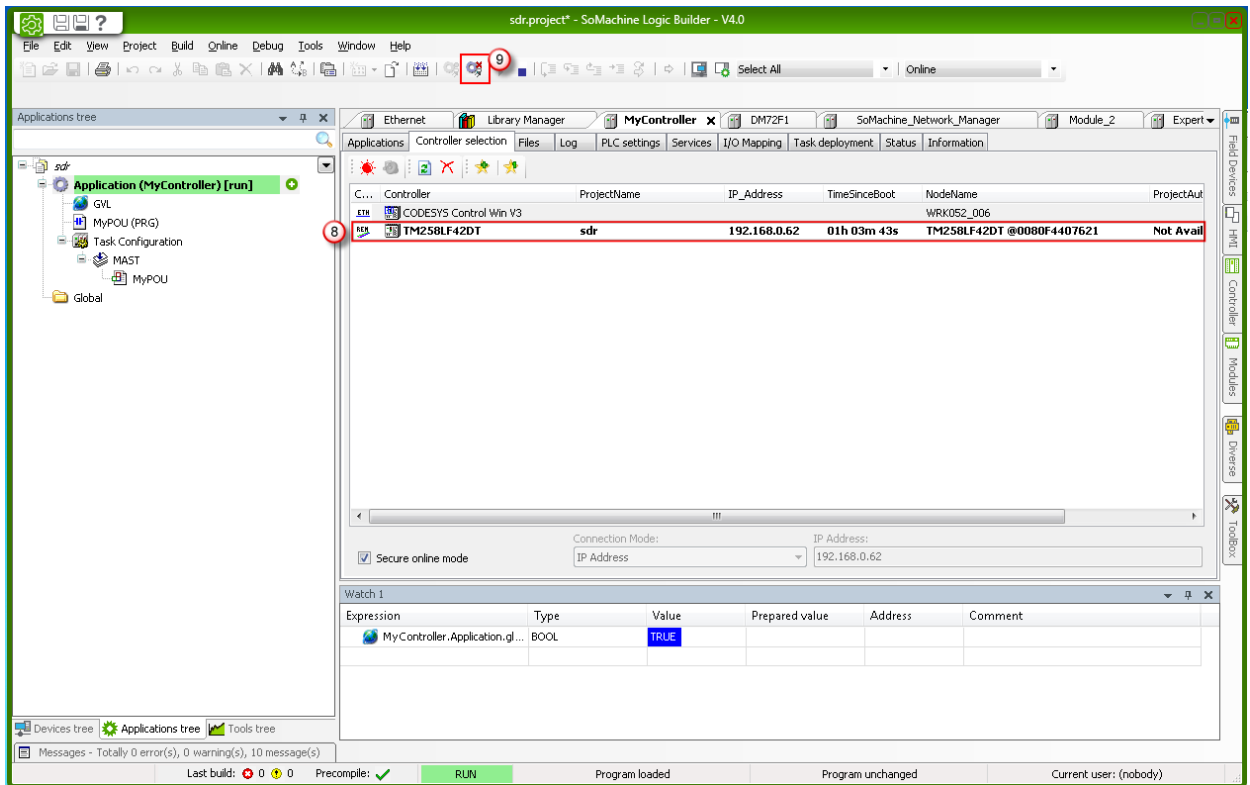 sdr.project* - SoMachine Logic Builder - V4.0
File Edit View Project Build Online Debug Tools Window Help
9
Select All
Online
Applications tree
sdr
Application (MyController) [run]
GVL
MyPOU (PRG)
Task Configuration
MAST
MyPOU
Global
Ethernet Library Manager MyController DM72F1 SoMachine_Network_Manager Module_2 Expert
Applications Controller selection Files Log PLC settings Services I/O Mapping Task deployment Status Information
C... Controller ProjectName IP_Address TimeSinceBoot NodeName ProjectAut
ETH CODESYS Control Win V3 WRK052_006
8
REM TM258LF42DT sdr 192.168.0.62 01h 03m 43s TM258LF42DT @0080F4407621 Not Avail
Connection Mode: IP Address:
Secure online mode IP Address 192.168.0.62
Field Devices
HMI
Controller
Modules
Diverse
ToolBox
Watch 1
Expression Type Value Prepared value Address Comment
MyController.Application.gl... BOOL TRUE
Devices tree Applications tree Tools tree
Messages - Totally 0 error(s), 0 warning(s), 10 message(s)
Last build: 0 0 Precompile: RUN Program loaded Program unchanged Current user: (nobody)